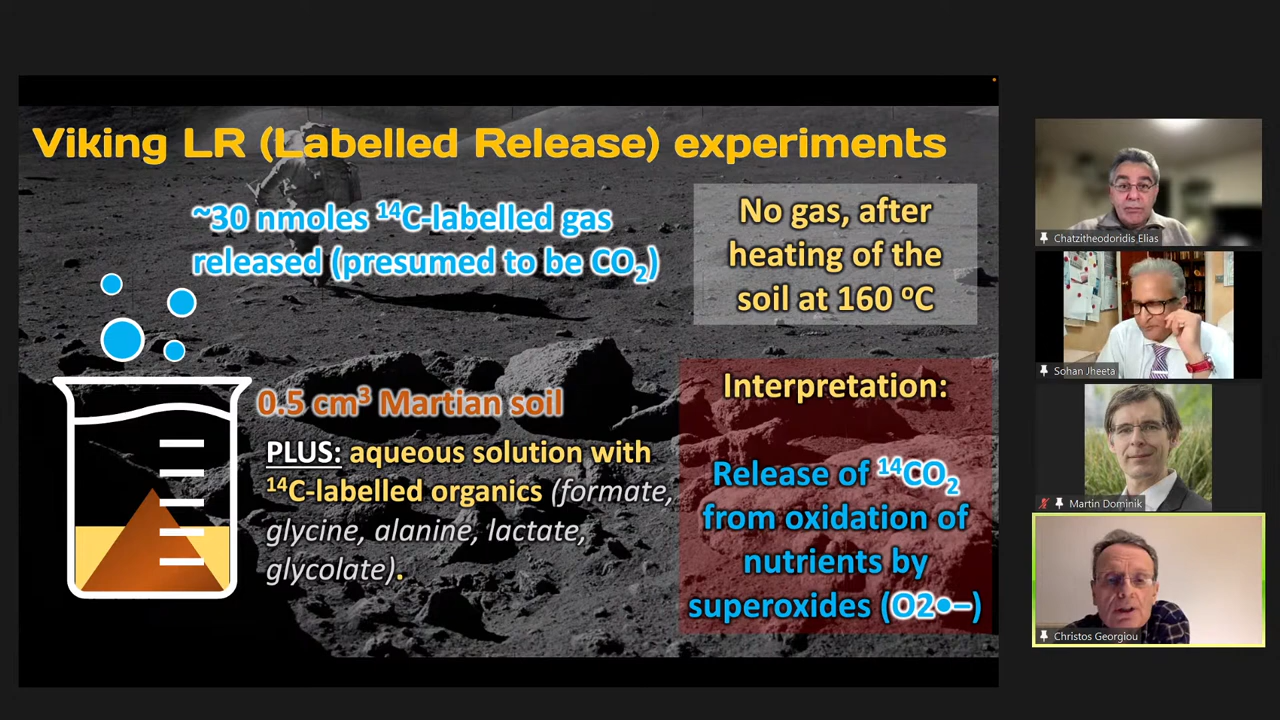 Viking LR (Labelled Release) experiments
~30 nmoles ¹⁴C-labelled gas
released (presumed to be CO₂)
No gas, after
heating of the
soil at 160 ºC
0.5 cm³ Martian soil
PLUS: aqueous solution with
¹⁴C-labelled organics (formate,
glycine, alanine, lactate,
glycolate).
Interpretation:
Release of ¹⁴CO₂
from oxidation of
nutrients by
superoxides (O2•–)
Chatzitheodoridis Elias
Sohan Jheeta
Martin Dominik
Christos Georgiou